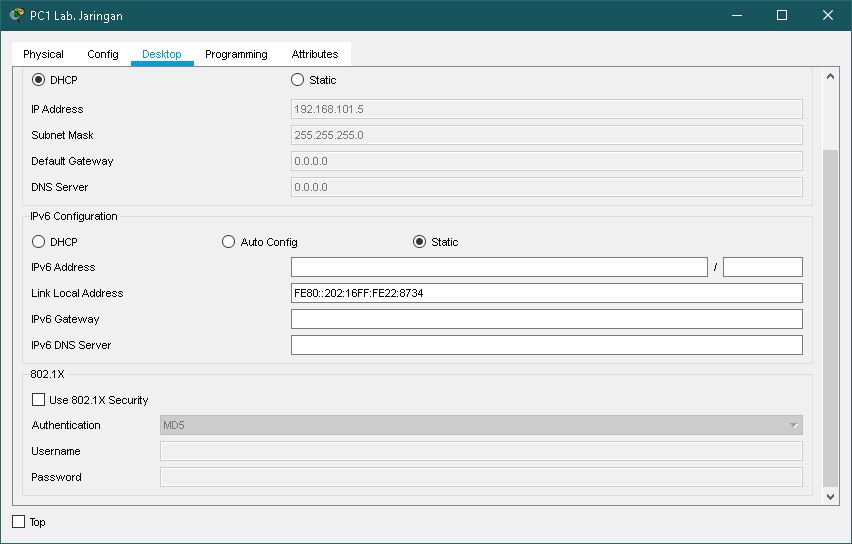 PC1 Lab. Jaringan
Physical Config Desktop Programming Attributes
DHCP Static
IP Address 192.168.101.5
Subnet Mask 255.255.255.0
Default Gateway 0.0.0.0
DNS Server 0.0.0.0
IPv6 Configuration
DHCP Auto Config Static
IPv6 Address /
Link Local Address FE80::202:16FF:FE22:8734
IPv6 Gateway
IPv6 DNS Server
802.1X
Use 802.1X Security
Authentication MD5
Username
Password
Top